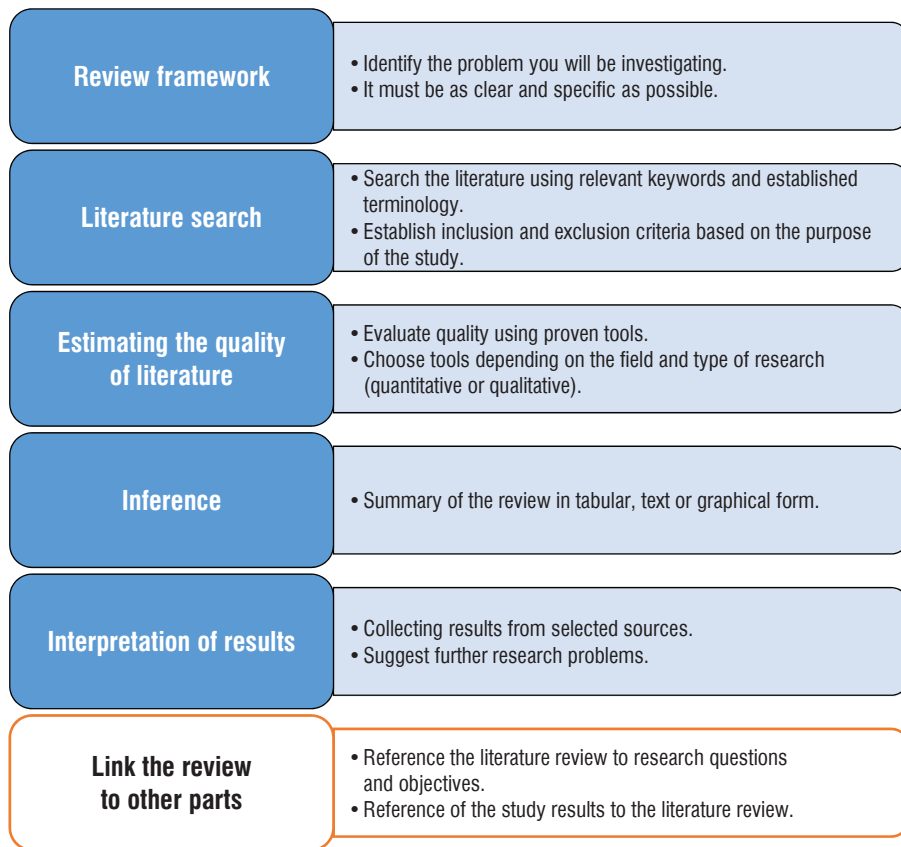 Review framework
• Identify the problem you will be investigating.
• It must be as clear and specific as possible.
Literature search
• Search the literature using relevant keywords and established
terminology.
• Establish inclusion and exclusion criteria based on the purpose
of the study.
Estimating the quality
of literature
• Evaluate quality using proven tools.
• Choose tools depending on the field and type of research
(quantitative or qualitative).
Inference
• Summary of the review in tabular, text or graphical form.
Interpretation of results
• Collecting results from selected sources.
• Suggest further research problems.
Link the review
to other parts
• Reference the literature review to research questions
and objectives.
• Reference of the study results to the literature review.